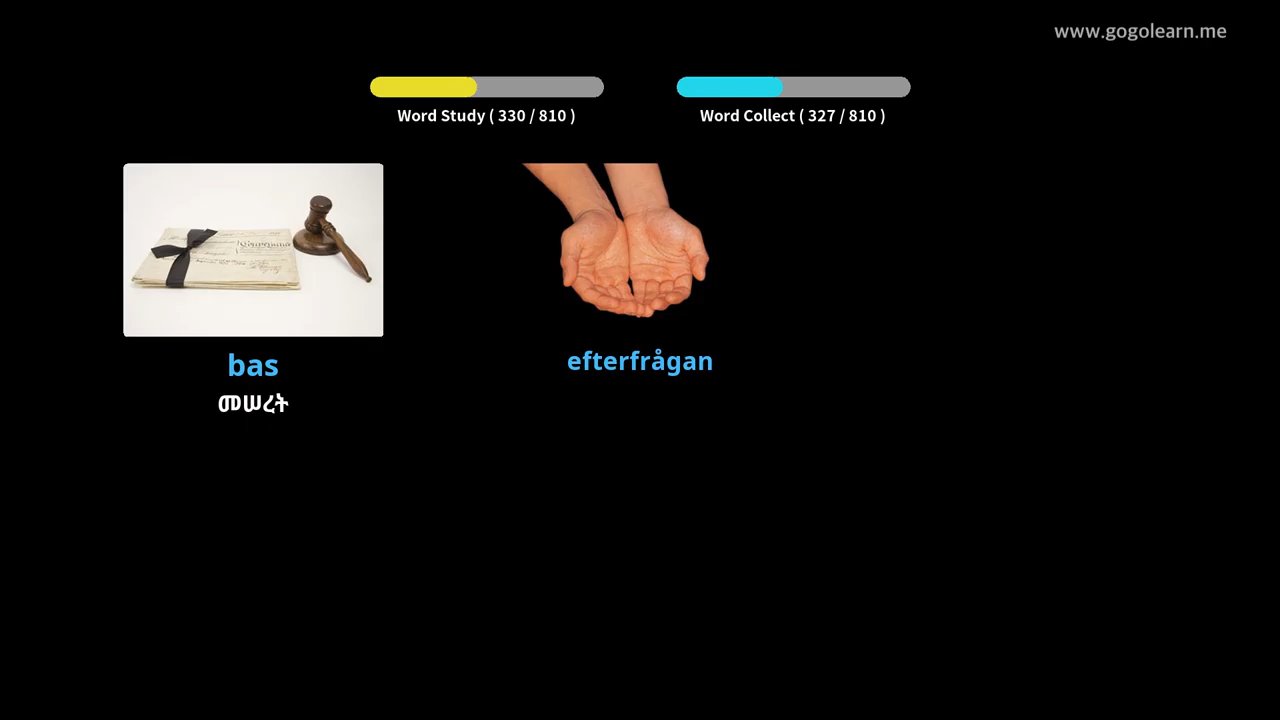 www.gogolearn.me
Word Study ( 330 / 810 )
Word Collect ( 327 / 810 )
bas
መሠረት
efterfrågan